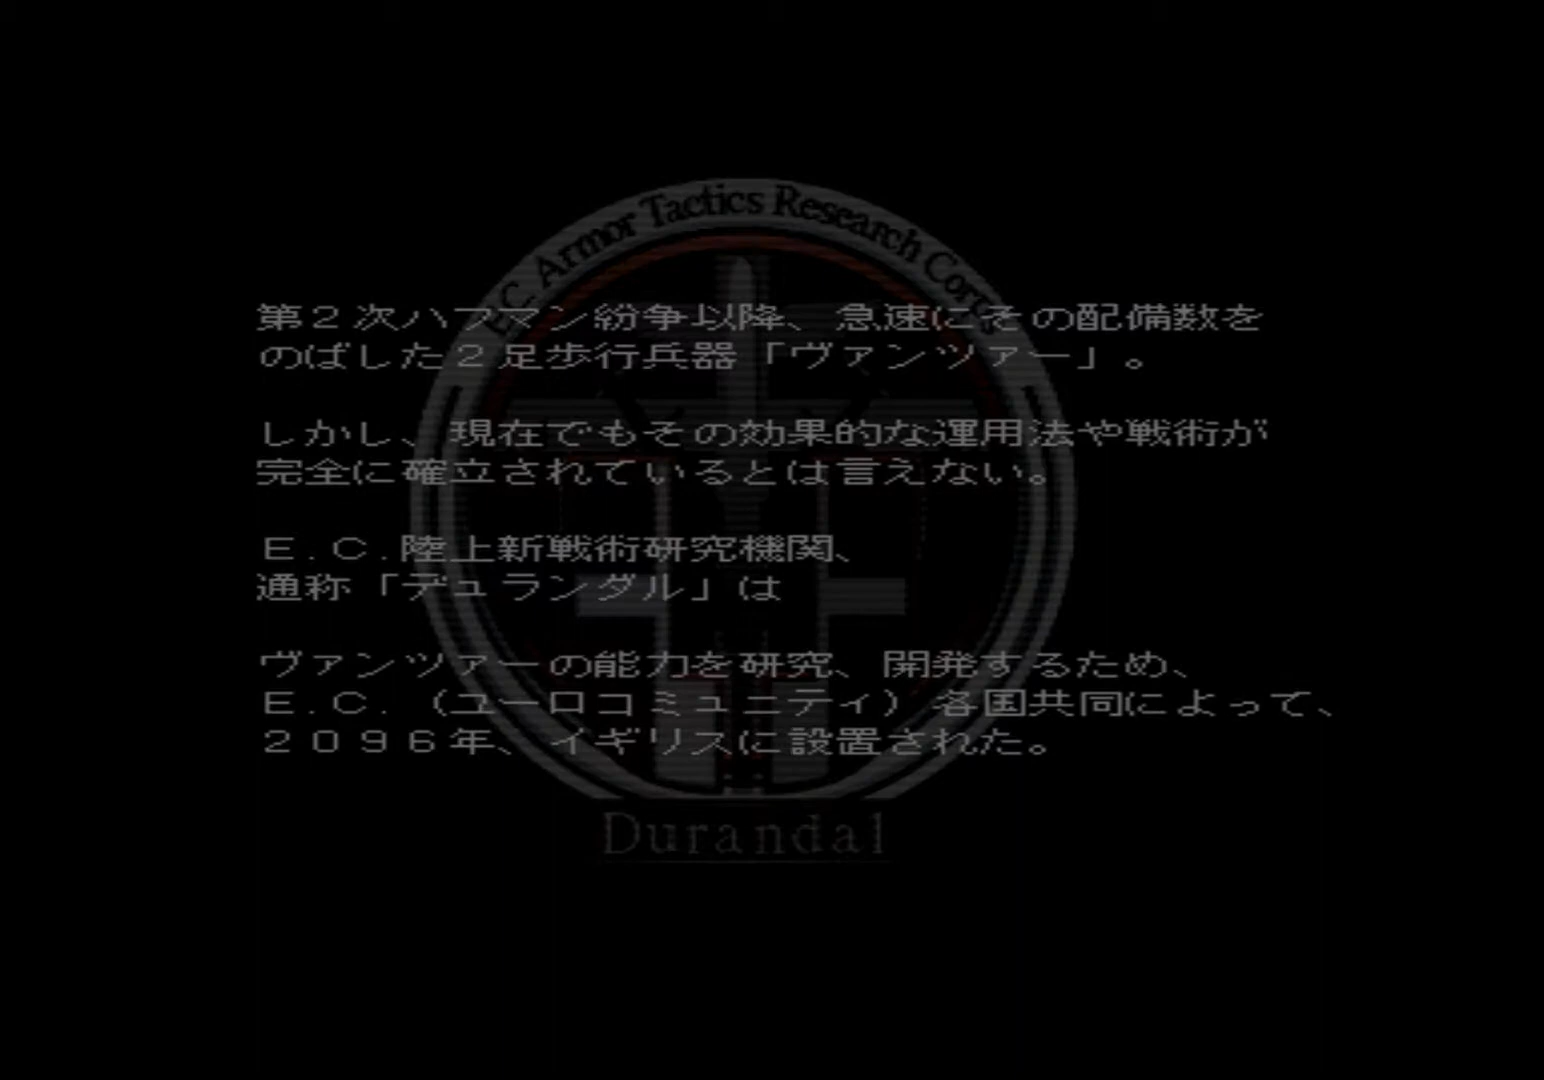 E.C. Armor Tactics Research Corps
第２次ハフマン紛争以降、急速にその配備数を
のばした２足歩行兵器「ヴァンツァー」。
しかし、現在でもその効果的な運用法や戦術が
完全に確立されているとは言えない。
Ｅ.Ｃ.陸上新戦術研究機関、
通称「デュランダル」は
ヴァンツァーの能力を研究、開発するため、
Ｅ.Ｃ.（ユーロコミュニティ）各国共同によって、
２０９６年、イギリスに設置された。
Durandal